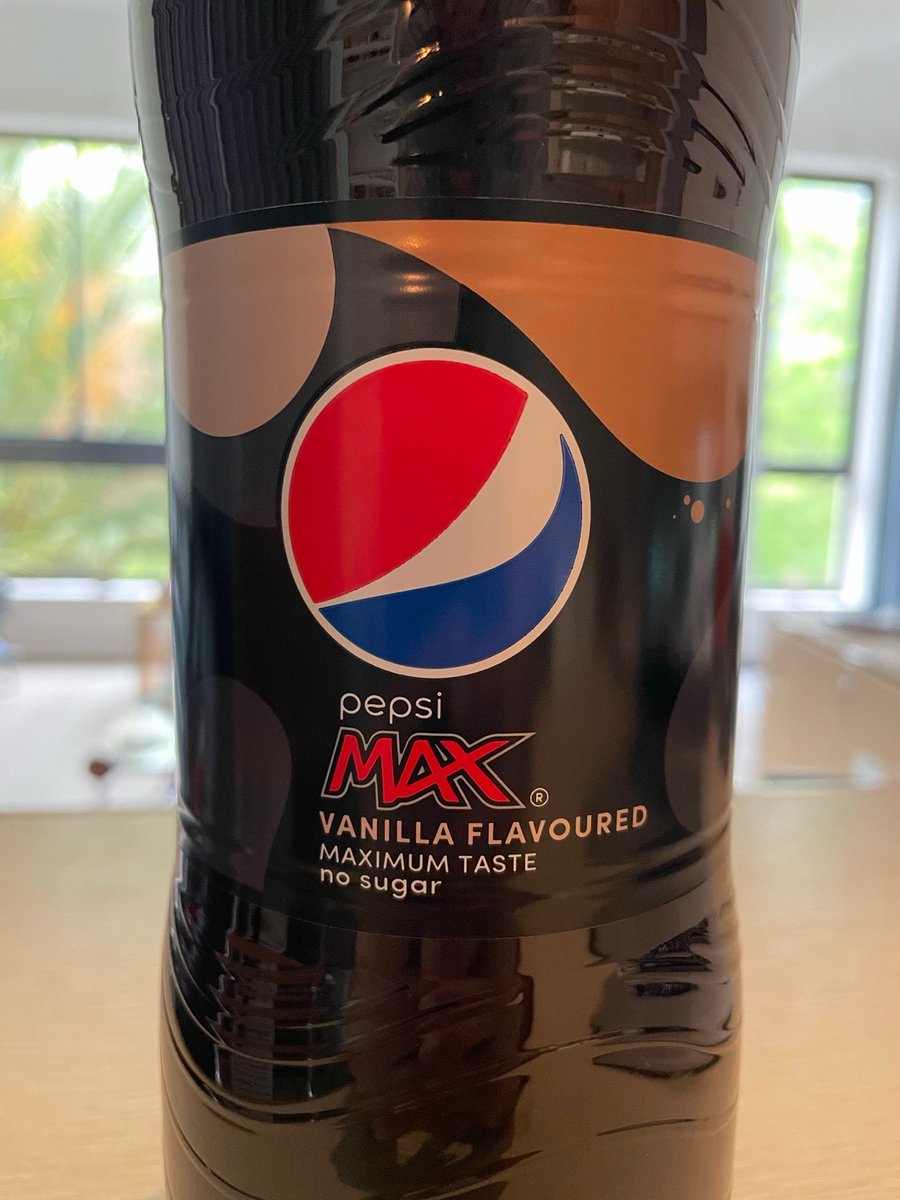 pepsi
MAX®
VANILLA FLAVOURED
MAXIMUM TASTE
no sugar